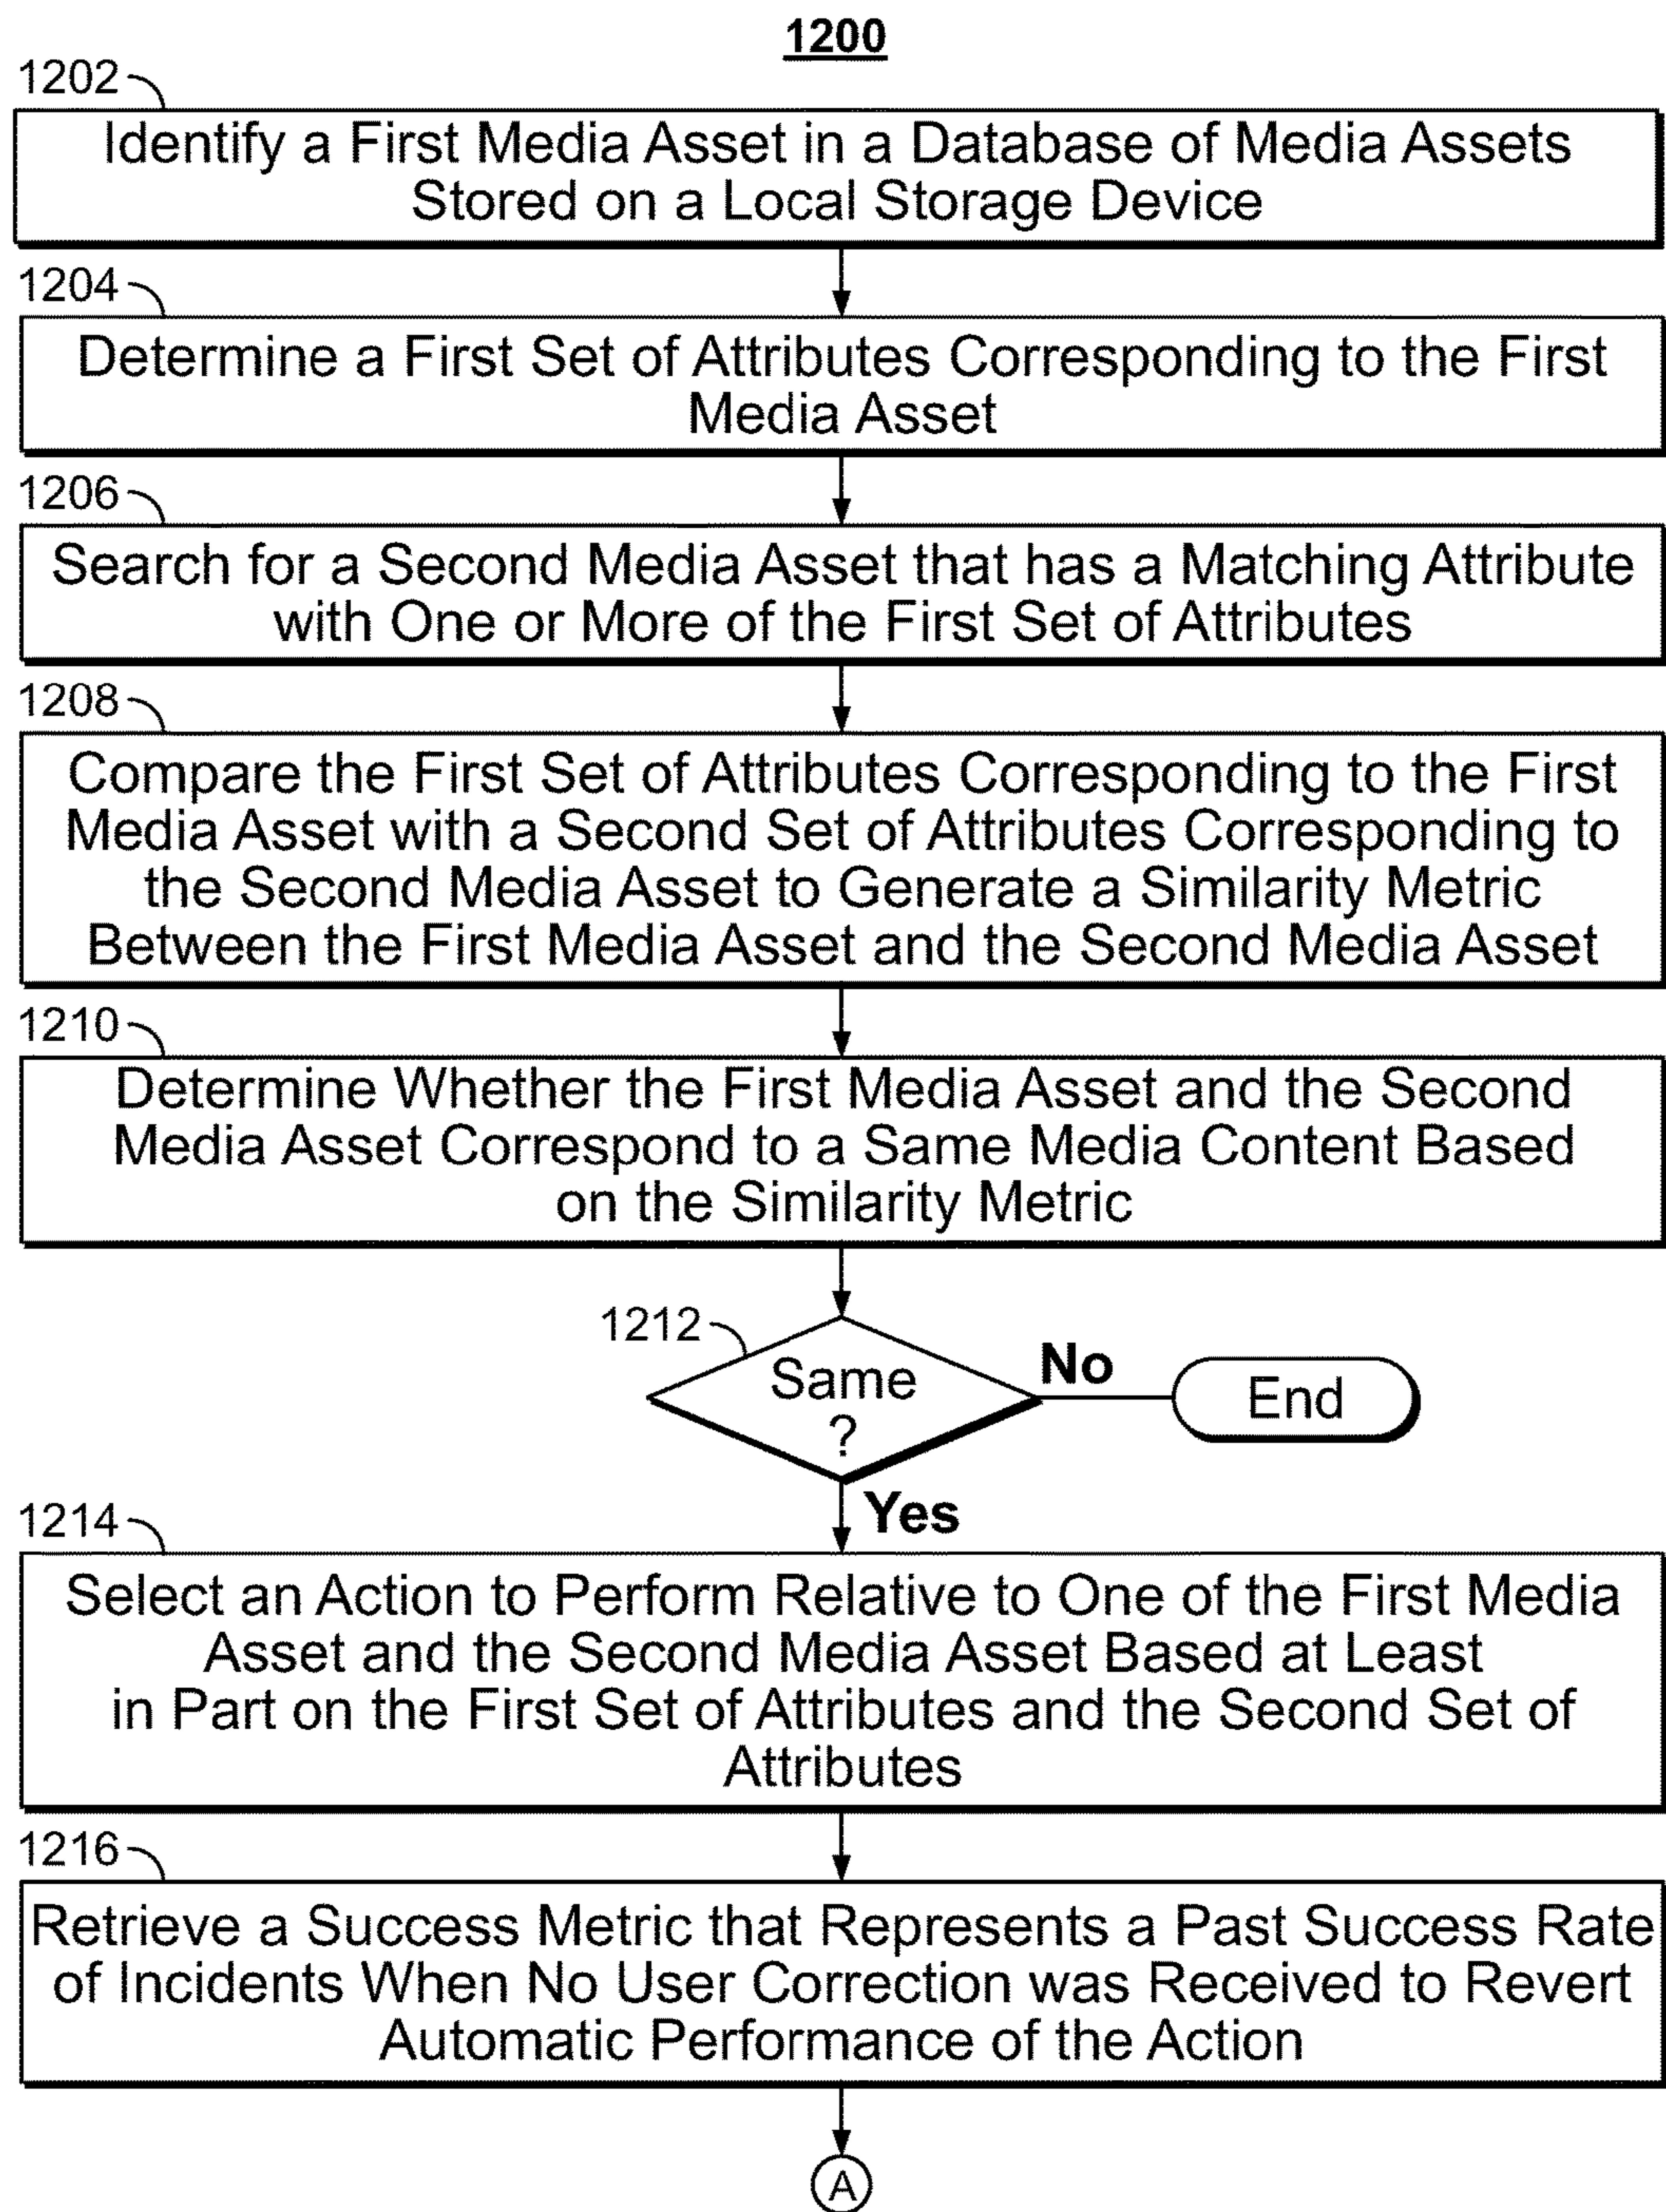 1200
1202
Identify a First Media Asset in a Database of Media Assets
Stored on a Local Storage Device
1204
Determine a First Set of Attributes Corresponding to the First
Media Asset
1206
Search for a Second Media Asset that has a Matching Attribute
with One or More of the First Set of Attributes
1208
Compare the First Set of Attributes Corresponding to the First
Media Asset with a Second Set of Attributes Corresponding to
the Second Media Asset to Generate a Similarity Metric
Between the First Media Asset and the Second Media Asset
1210
Determine Whether the First Media Asset and the Second
Media Asset Correspond to a Same Media Content Based
on the Similarity Metric
1212
Same
?
No
End
Yes
1214
Select an Action to Perform Relative to One of the First Media
Asset and the Second Media Asset Based at Least
in Part on the First Set of Attributes and the Second Set of
Attributes
1216
Retrieve a Success Metric that Represents a Past Success Rate
of Incidents When No User Correction was Received to Revert
Automatic Performance of the Action
A